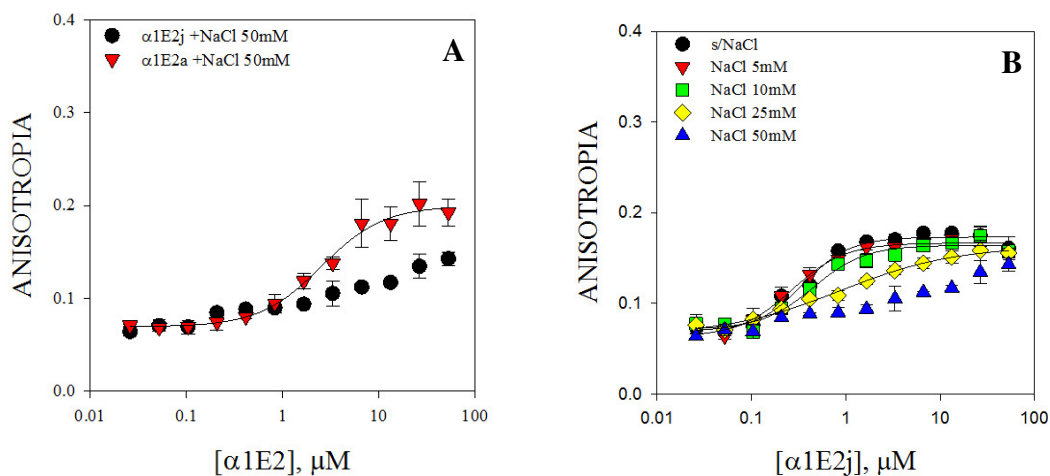 A
α1E2j +NaCl 50mM
α1E2a +NaCl 50mM
ANISOTROPIA
0.4
0.3
0.2
0.1
0.0
0.01 0.1 1 10 100
[α1E2], μM
B
s/NaCl
NaCl 5mM
NaCl 10mM
NaCl 25mM
NaCl 50mM
ANISOTROPIA
0.4
0.3
0.2
0.1
0.0
0.01 0.1 1 10 100
[α1E2j], μM